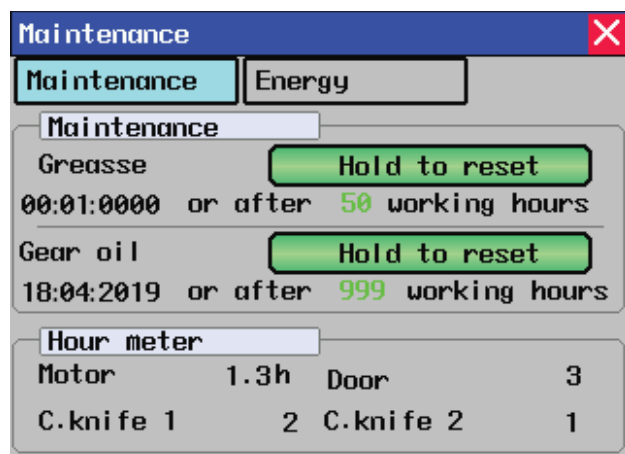 Maintenance
Maintenance Energy
Maintenance
Greasse Hold to reset
00:01:0000 or after 50 working hours
Gear oil Hold to reset
18:04:2019 or after 999 working hours
Hour meter
Motor 1.3h Door 3
C.knife 1 2 C.knife 2 1